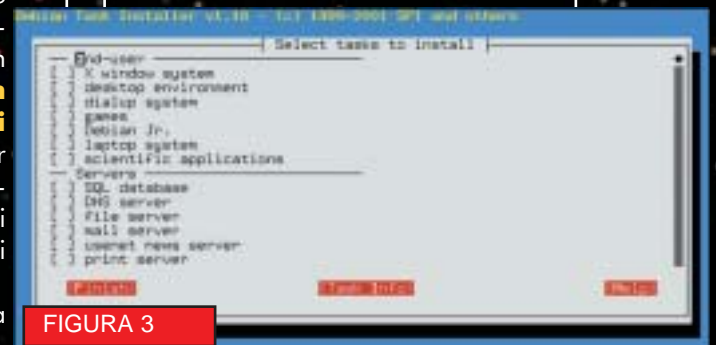 Debian Task Installer v1.10 - (c) 1999-2001 SPI and others
Select tasks to install
End-user
[ ] X window system
[ ] desktop environment
[ ] dialup system
[ ] games
[ ] Debian Jr.
[ ] laptop system
[ ] scientific applications
Servers
[ ] SQL database
[ ] DNS server
[ ] file server
[ ] mail server
[ ] usenet news server
[ ] print server
Finish Task Info Help
FIGURA 3